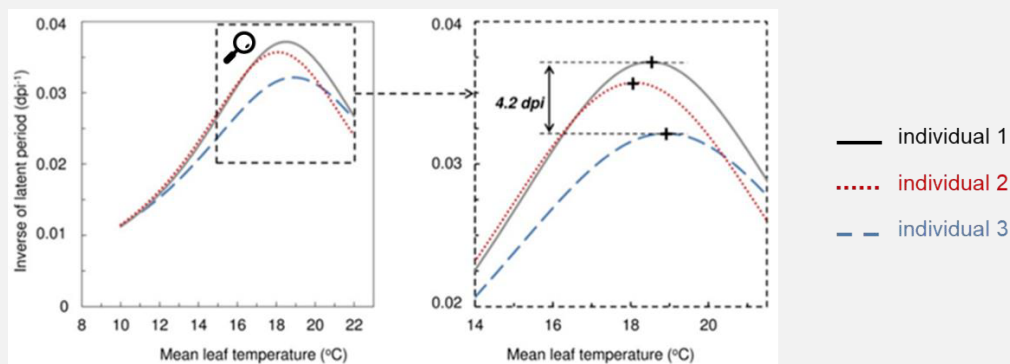 0.04
0.03
0.02
0.01
0
8 10 12 14 16 18 20 22
Inverse of latent period (dpi-1)
Mean leaf temperature (ºC)
0.04
0.03
0.02
14 16 18 20
4.2 dpi
Mean leaf temperature (ºC)
individual 1
individual 2
individual 3